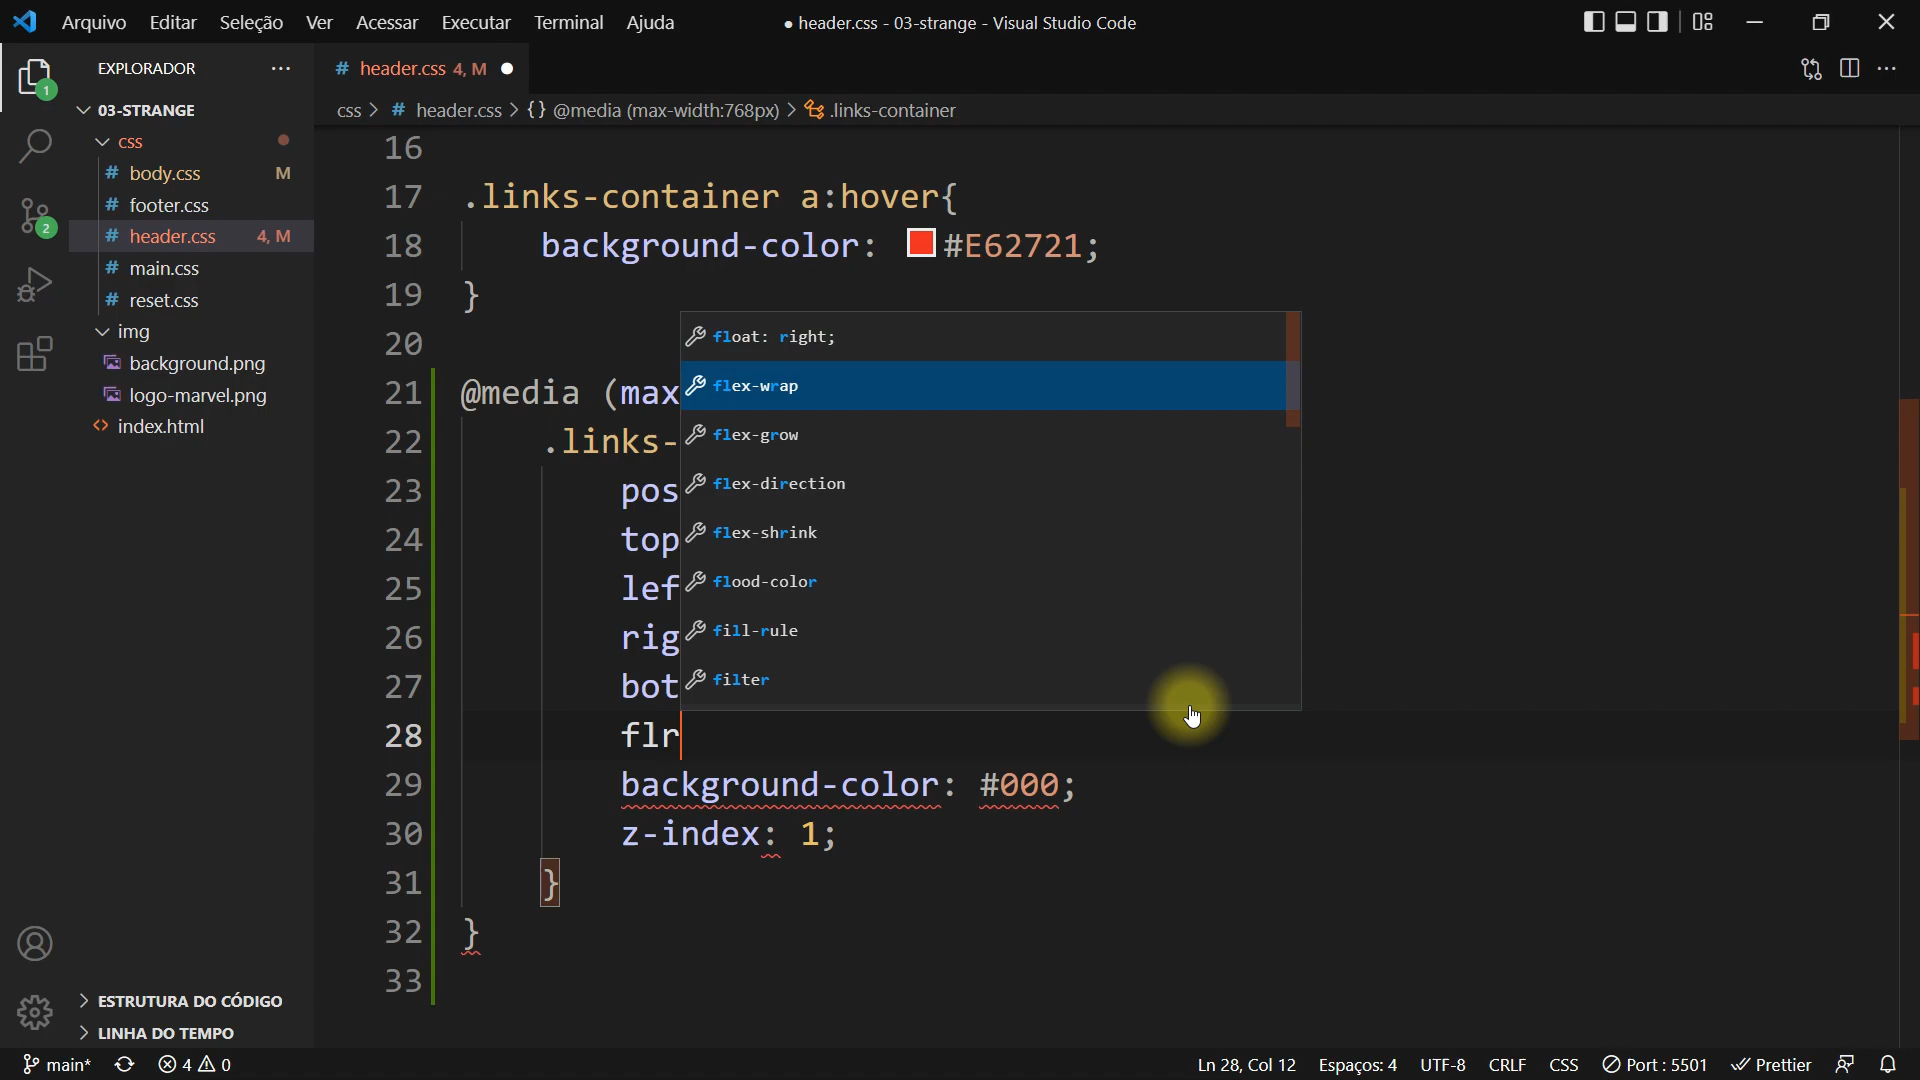 Arquivo Editar Seleção Ver Acessar Executar Terminal Ajuda
● header.css - 03-strange - Visual Studio Code
EXPLORADOR ···
# header.css 4, M ●
03-STRANGE
css > # header.css > {} @media (max-width:768px) > .links-container
css
# body.css M
# footer.css
# header.css 4, M
# main.css
# reset.css
img
background.png
logo-marvel.png
<> index.html
1
2
16
17 .links-container a:hover{
18 background-color: #E62721;
19 }
20
21 @media (max
22 .links-
23 pos
24 top
25 lef
26 rig
27 bot
28 flr
29 background-color: #000;
30 z-index: 1;
31 }
32 }
33
float: right;
flex-wrap
flex-grow
flex-direction
flex-shrink
flood-color
fill-rule
filter
ESTRUTURA DO CÓDIGO
LINHA DO TEMPO
main* 4 0 Ln 28, Col 12 Espaços: 4 UTF-8 CRLF CSS Port : 5501 Prettier